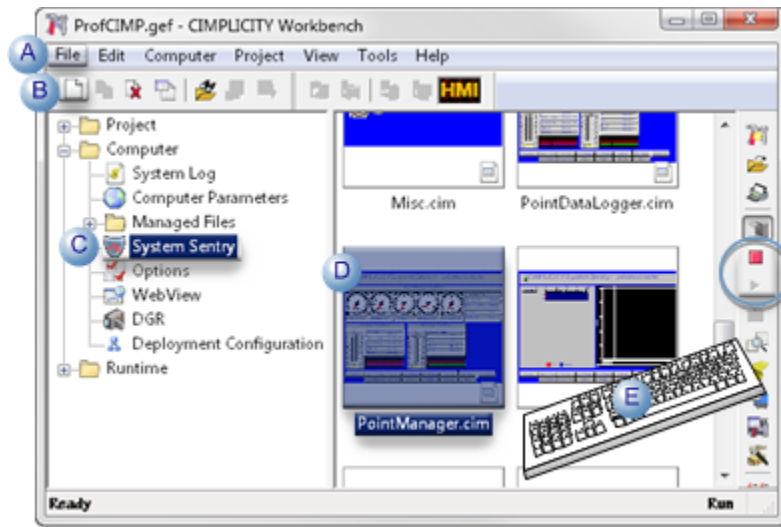 ProfCIMP.gef - CIMPLICITY Workbench
A
File Edit Computer Project View Tools Help
B
HMI
Project
Computer
System Log
Computer Parameters
Managed Files
C
System Sentry
Options
WebView
DGR
Deployment Configuration
Runtime
Misc.cim
PointDataLogger.cim
D
PointManager.cim
E
Ready
Run